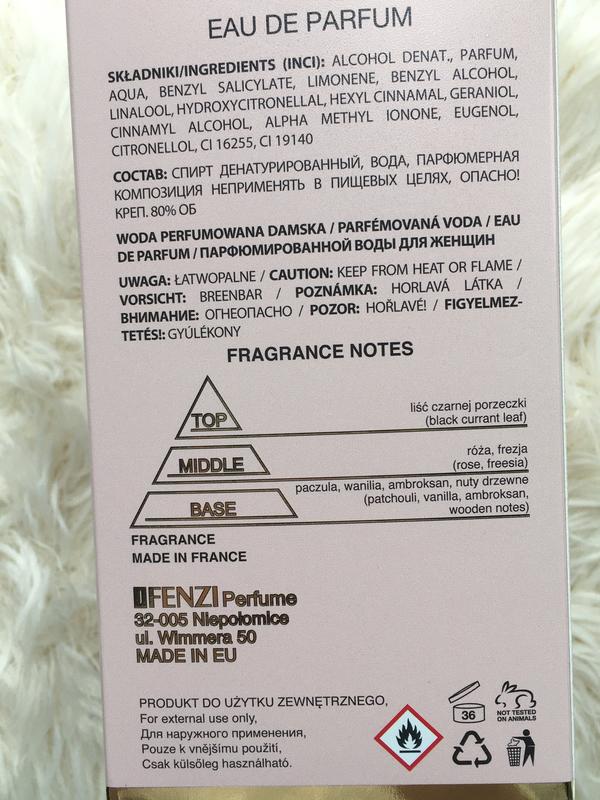 EAU DE PARFUM
SKŁADNIKI/INGREDIENTS (INCI): ALCOHOL DENAT., PARFUM,
AQUA, BENZYL SALICYLATE, LIMONENE, BENZYL ALCOHOL,
LINALOOL, HYDROXYCITRONELLAL, HEXYL CINNAMAL, GERANIOL,
CINNAMYL ALCOHOL, ALPHA METHYL IONONE, EUGENOL,
CITRONELLOL, CI 16255, CI 19140
СОСТАВ: СПИРТ ДЕНАТУРИРОВАННЫЙ, ВОДА, ПАРФЮМЕРНАЯ
КОМПОЗИЦИЯ НЕПРИМЕНЯТЬ В ПИЩЕВЫХ ЦЕЛЯХ, ОПАСНО!
КРЕП. 80% ОБ
WODA PERFUMOWANA DAMSKA / PARFÉMOVANÁ VODA / EAU
DE PARFUM / ПАРФЮМИРОВАННОЙ ВОДЫ ДЛЯ ЖЕНЩИН
UWAGA: ŁATWOPALNE / CAUTION: KEEP FROM HEAT OR FLAME /
VORSICHT: BREENBAR / POZNÁMKA: HORLAVÁ LÁTKA /
ВНИМАНИЕ: ОГНЕОПАСНО / POZOR: HOŘLAVÉ! / FIGYELMEZ-
TETÉS!: GYÚLÉKONY
FRAGRANCE NOTES
TOP
liść czarnej porzeczki
(black currant leaf)
MIDDLE
róża, frezja
(rose, freesia)
BASE
paczula, wanilia, ambroksan, nuty drzewne
(patchouli, vanilla, ambroksan,
wooden notes)
FRAGRANCE
MADE IN FRANCE
JFENZI Perfume
32-005 Niepołomice
ul. Wimmera 50
MADE IN EU
PRODUKT DO UŻYTKU ZEWNĘTRZNEGO,
For external use only,
Для наружного применения,
Pouze k vnějšímu použití,
Csak külsőleg használható.
36
NOT TESTED
ON ANIMALS